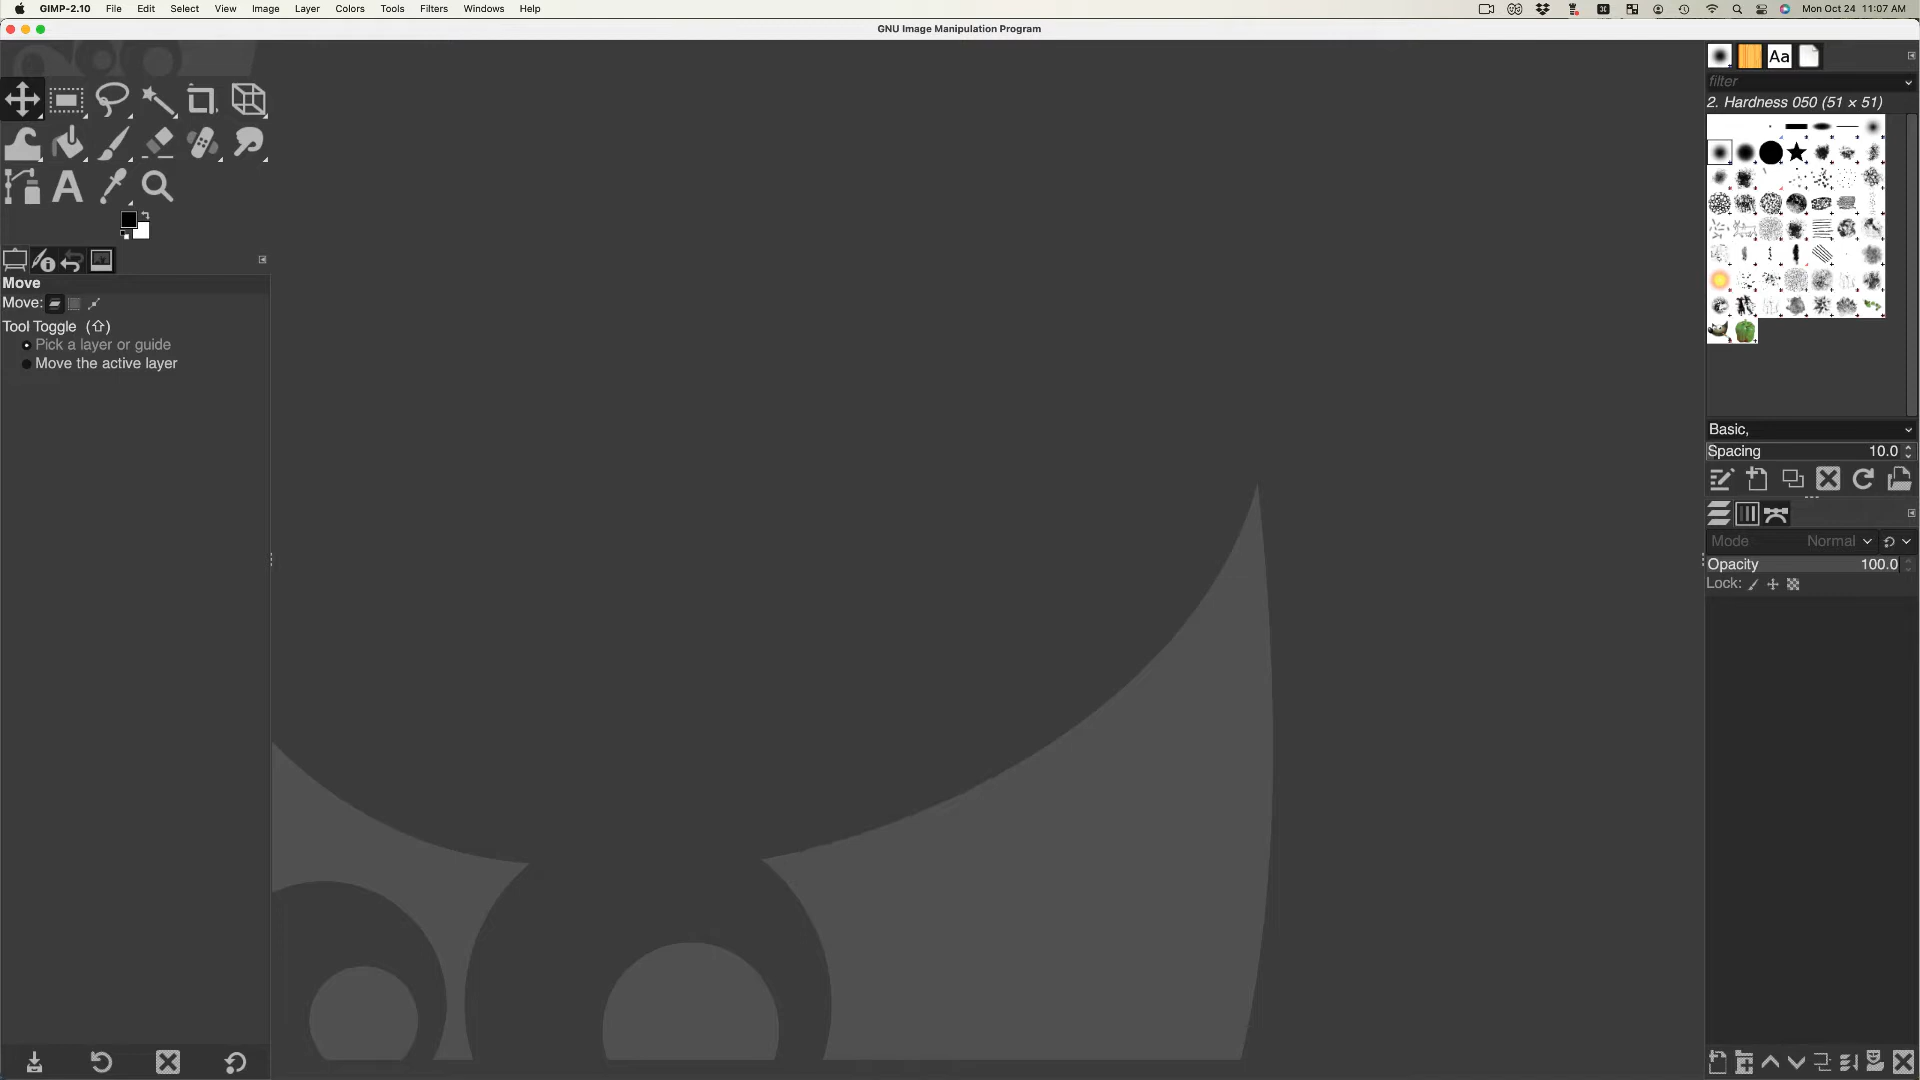 GIMP-2.10 File Edit Select View Image Layer Colors Tools Filters Windows Help Mon Oct 24 11:07 AM
GNU Image Manipulation Program
Aa
filter
2. Hardness 050 (51 × 51)
Move
Move:
Tool Toggle (⇧)
Pick a layer or guide
Move the active layer
Basic,
Spacing 10.0
Mode Normal
Opacity 100.0
Lock: